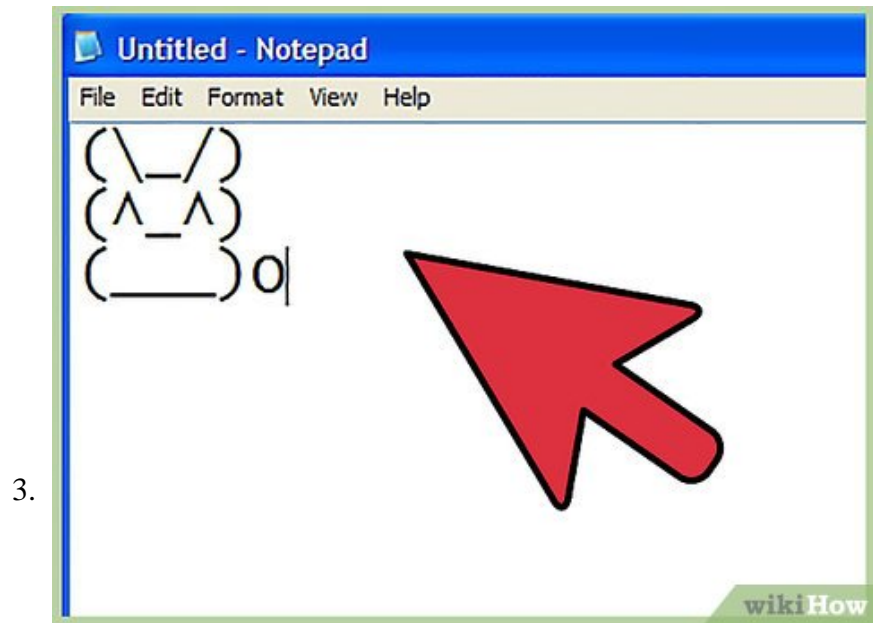 Untitled - Notepad
File Edit Format View Help
(\_/)
(^_^)
(____)O
3.
wikiHow